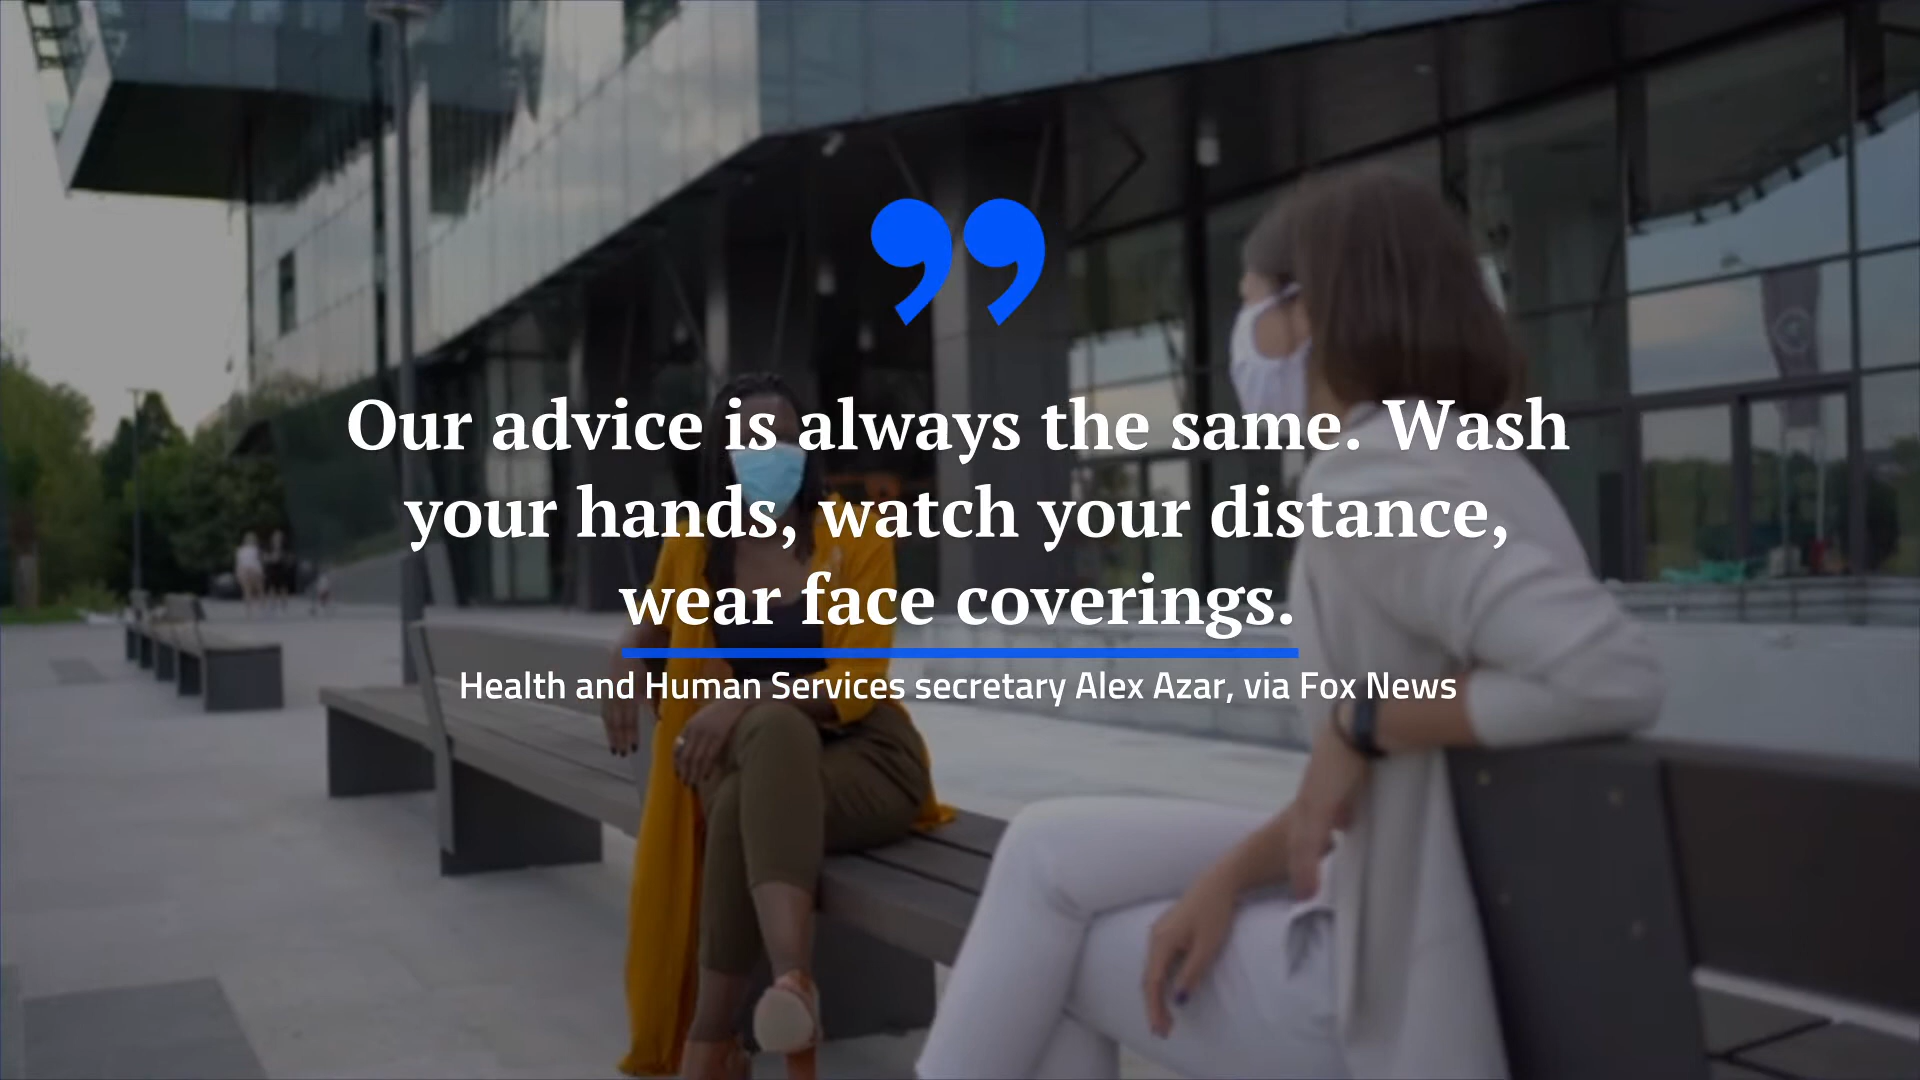 ”
Our advice is always the same. Wash
your hands, watch your distance,
wear face coverings.
Health and Human Services secretary Alex Azar, via Fox News